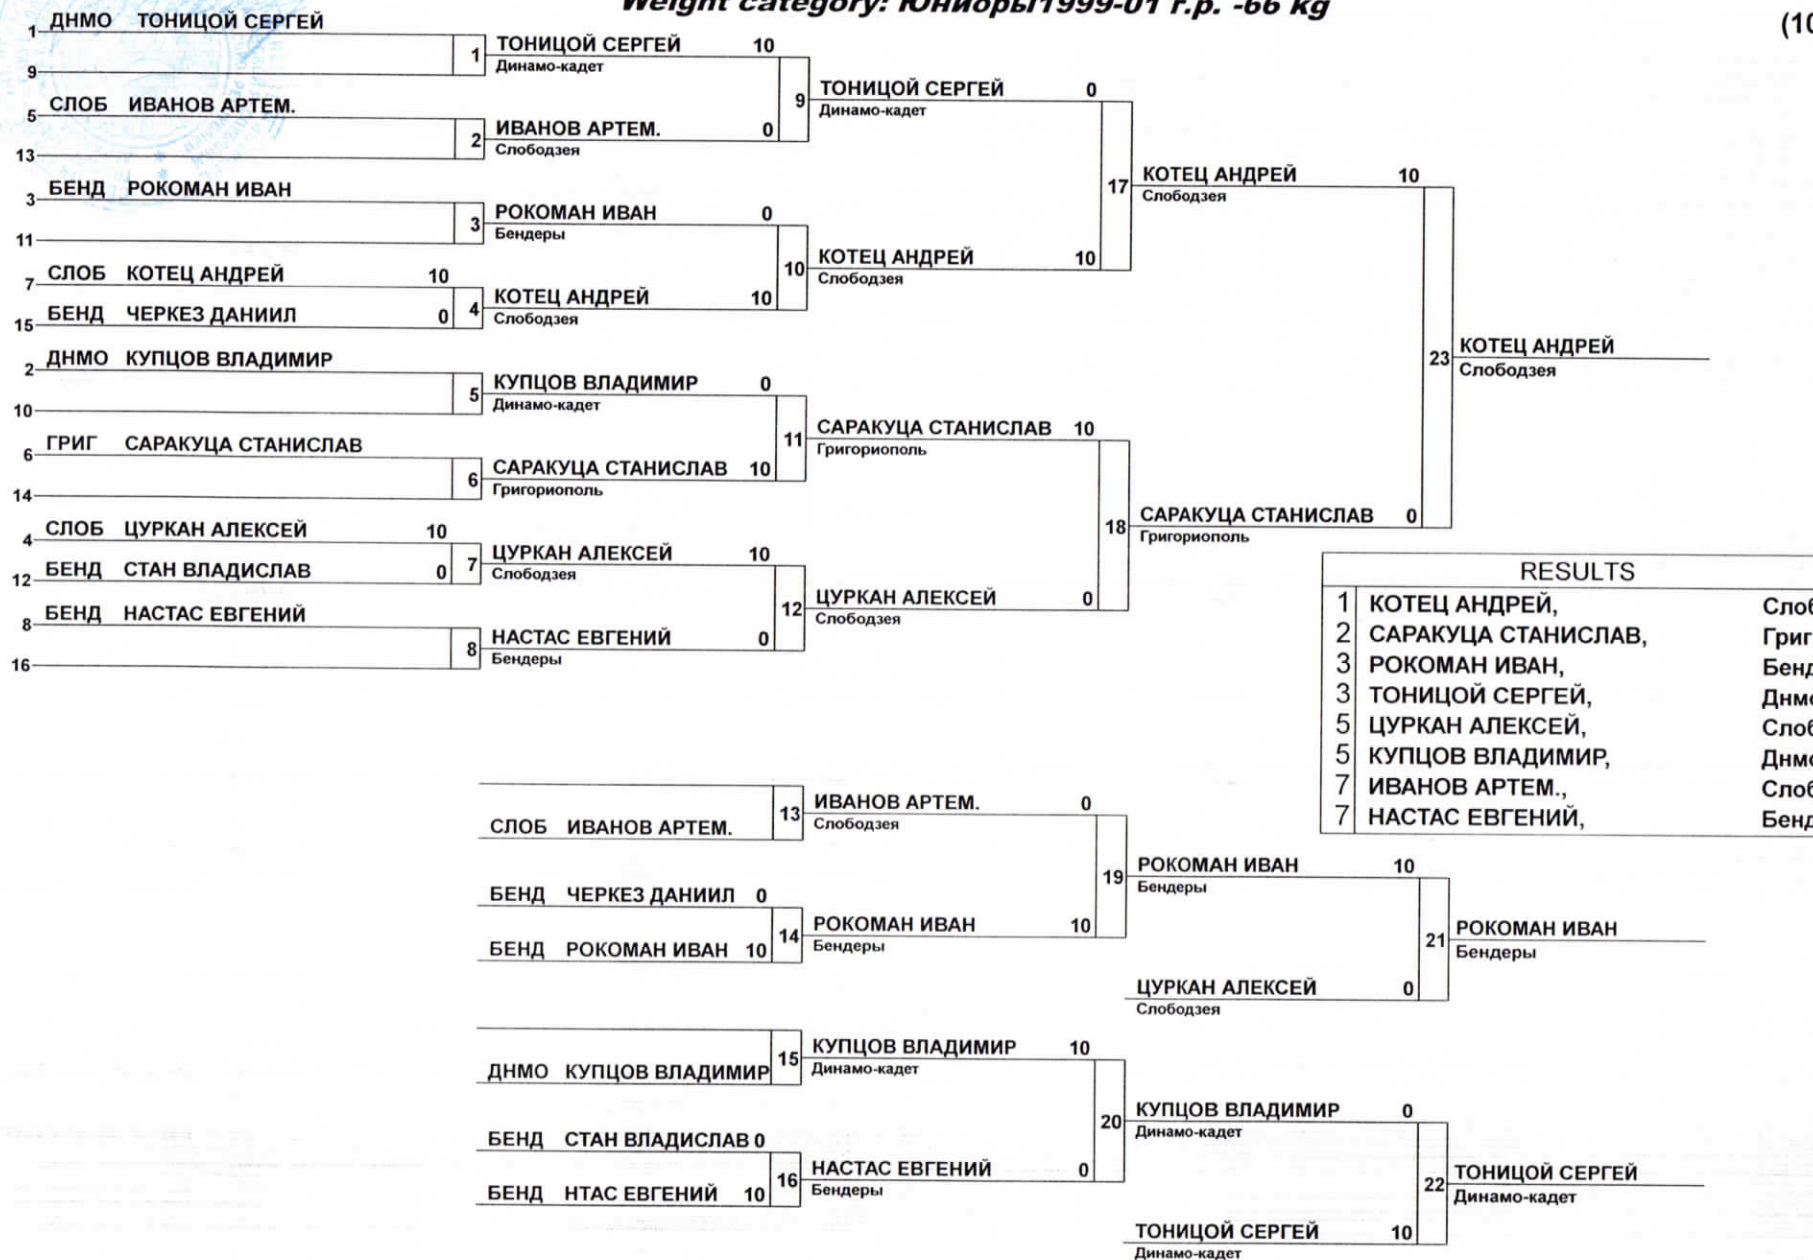 Weight category: Юниоры1999-01 г.р. -66 kg
(10
1 ДНМО ТОНИЦОЙ СЕРГЕЙ
9
1 ТОНИЦОЙ СЕРГЕЙ 10
Динамо-кадет
5 СЛОБ ИВАНОВ АРТЕМ.
13
2 ИВАНОВ АРТЕМ. 0
Слободзея
3 БЕНД РОКОМАН ИВАН
11
3 РОКОМАН ИВАН 0
Бендеры
7 СЛОБ КОТЕЦ АНДРЕЙ 10
15 БЕНД ЧЕРКЕЗ ДАНИИЛ 0
4 КОТЕЦ АНДРЕЙ 10
Слободзея
2 ДНМО КУПЦОВ ВЛАДИМИР
10
5 КУПЦОВ ВЛАДИМИР 0
Динамо-кадет
6 ГРИГ САРАКУЦА СТАНИСЛАВ
14
6 САРАКУЦА СТАНИСЛАВ 10
Григориополь
4 СЛОБ ЦУРКАН АЛЕКСЕЙ 10
12 БЕНД СТАН ВЛАДИСЛАВ 0
7 ЦУРКАН АЛЕКСЕЙ 10
Слободзея
8 БЕНД НАСТАС ЕВГЕНИЙ
16
8 НАСТАС ЕВГЕНИЙ 0
Бендеры
9 ТОНИЦОЙ СЕРГЕЙ 0
Динамо-кадет
10 КОТЕЦ АНДРЕЙ 10
Слободзея
11 САРАКУЦА СТАНИСЛАВ 10
Григориополь
12 ЦУРКАН АЛЕКСЕЙ 0
Слободзея
17 КОТЕЦ АНДРЕЙ 10
Слободзея
18 САРАКУЦА СТАНИСЛАВ 0
Григориополь
23 КОТЕЦ АНДРЕЙ
Слободзея
RESULTS
1 КОТЕЦ АНДРЕЙ, Слоб
2 САРАКУЦА СТАНИСЛАВ, Григ
3 РОКОМАН ИВАН, Бенд
3 ТОНИЦОЙ СЕРГЕЙ, Днмо
5 ЦУРКАН АЛЕКСЕЙ, Слоб
5 КУПЦОВ ВЛАДИМИР, Днмо
7 ИВАНОВ АРТЕМ., Слоб
7 НАСТАС ЕВГЕНИЙ, Бенд
СЛОБ ИВАНОВ АРТЕМ.
13 ИВАНОВ АРТЕМ. 0
Слободзея
БЕНД ЧЕРКЕЗ ДАНИИЛ 0
БЕНД РОКОМАН ИВАН 10
14 РОКОМАН ИВАН 10
Бендеры
19 РОКОМАН ИВАН 10
Бендеры
ЦУРКАН АЛЕКСЕЙ 0
Слободзея
21 РОКОМАН ИВАН
Бендеры
ДНМО КУПЦОВ ВЛАДИМИР
15 КУПЦОВ ВЛАДИМИР 10
Динамо-кадет
БЕНД СТАН ВЛАДИСЛАВ 0
БЕНД НТАС ЕВГЕНИЙ 10
16 НАСТАС ЕВГЕНИЙ 0
Бендеры
20 КУПЦОВ ВЛАДИМИР 0
Динамо-кадет
ТОНИЦОЙ СЕРГЕЙ 10
Динамо-кадет
22 ТОНИЦОЙ СЕРГЕЙ
Динамо-кадет